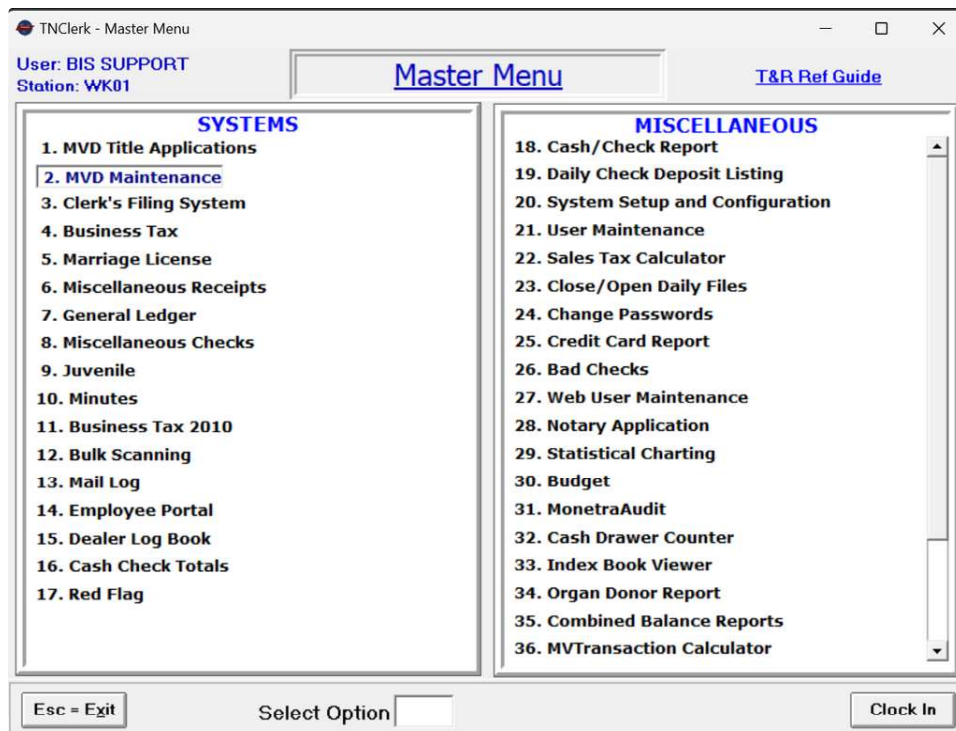 TNClerk - Master Menu
User: BIS SUPPORT
Station: WK01
Master Menu
T&R Ref Guide
SYSTEMS
1. MVD Title Applications
2. MVD Maintenance
3. Clerk's Filing System
4. Business Tax
5. Marriage License
6. Miscellaneous Receipts
7. General Ledger
8. Miscellaneous Checks
9. Juvenile
10. Minutes
11. Business Tax 2010
12. Bulk Scanning
13. Mail Log
14. Employee Portal
15. Dealer Log Book
16. Cash Check Totals
17. Red Flag
MISCELLANEOUS
18. Cash/Check Report
19. Daily Check Deposit Listing
20. System Setup and Configuration
21. User Maintenance
22. Sales Tax Calculator
23. Close/Open Daily Files
24. Change Passwords
25. Credit Card Report
26. Bad Checks
27. Web User Maintenance
28. Notary Application
29. Statistical Charting
30. Budget
31. MonetraAudit
32. Cash Drawer Counter
33. Index Book Viewer
34. Organ Donor Report
35. Combined Balance Reports
36. MVTransaction Calculator
Esc = Exit
Select Option
Clock In